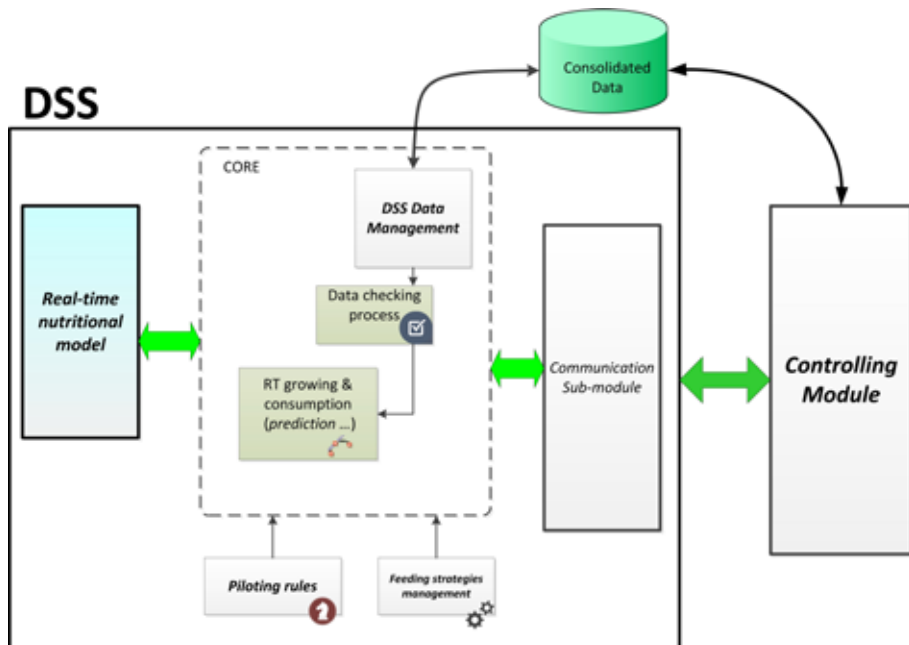 Consolidated
Data
DSS
CORE
DSS Data
Management
Real-time
nutritional
model
Data checking
process
RT growing &
consumption
(prediction ...)
Communication
Sub-module
Controlling
Module
Piloting rules
Feeding strategies
management